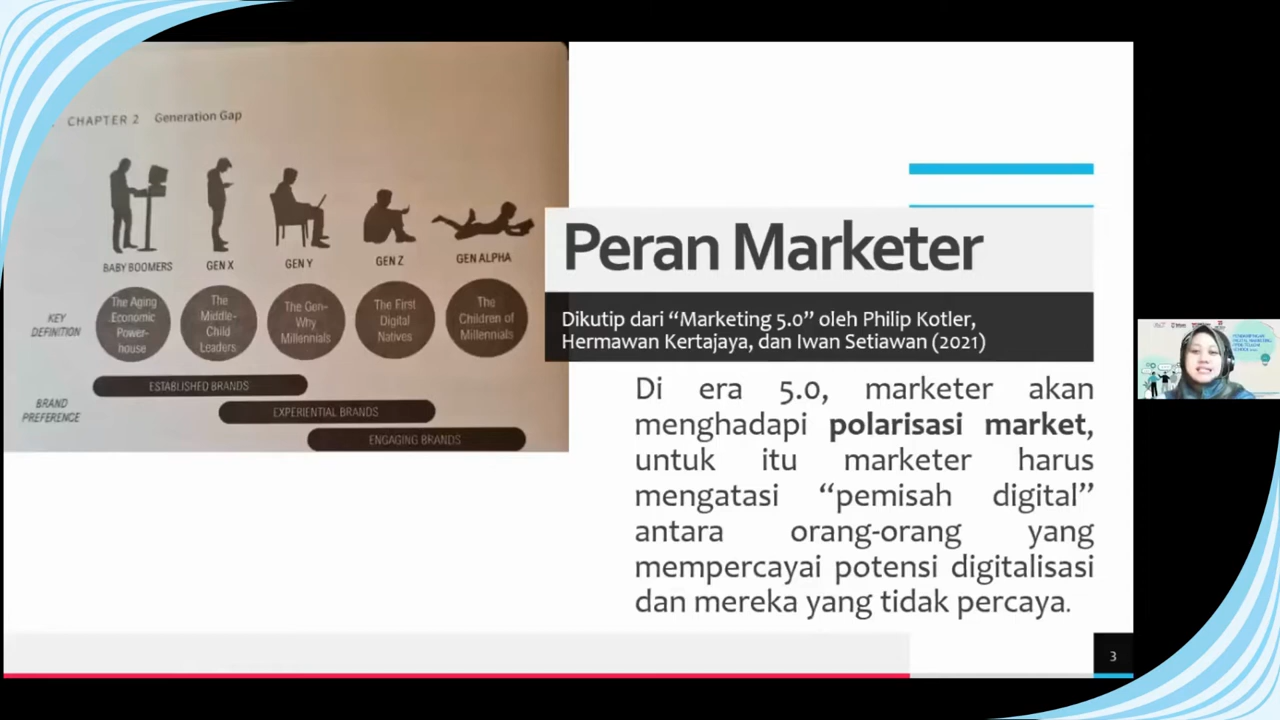 CHAPTER 2 Generation Gap
BABY BOOMERS
GEN X
GEN Y
GEN Z
GEN ALPHA
KEY
DEFINITION
The Aging
Economic
Power-
house
The
Middle-
Child
Leaders
The Gen-
Why
Millennials
The First
Digital
Natives
The
Children of
Millennials
BRAND
PREFERENCE
ESTABLISHED BRANDS
EXPERIENTIAL BRANDS
ENGAGING BRANDS
Peran Marketer
Dikutip dari “Marketing 5.0” oleh Philip Kotler,
Hermawan Kertajaya, dan Iwan Setiawan (2021)
Di era 5.0, marketer akan
menghadapi polarisasi market,
untuk itu marketer harus
mengatasi “pemisah digital”
antara orang-orang yang
mempercayai potensi digitalisasi
dan mereka yang tidak percaya.
3